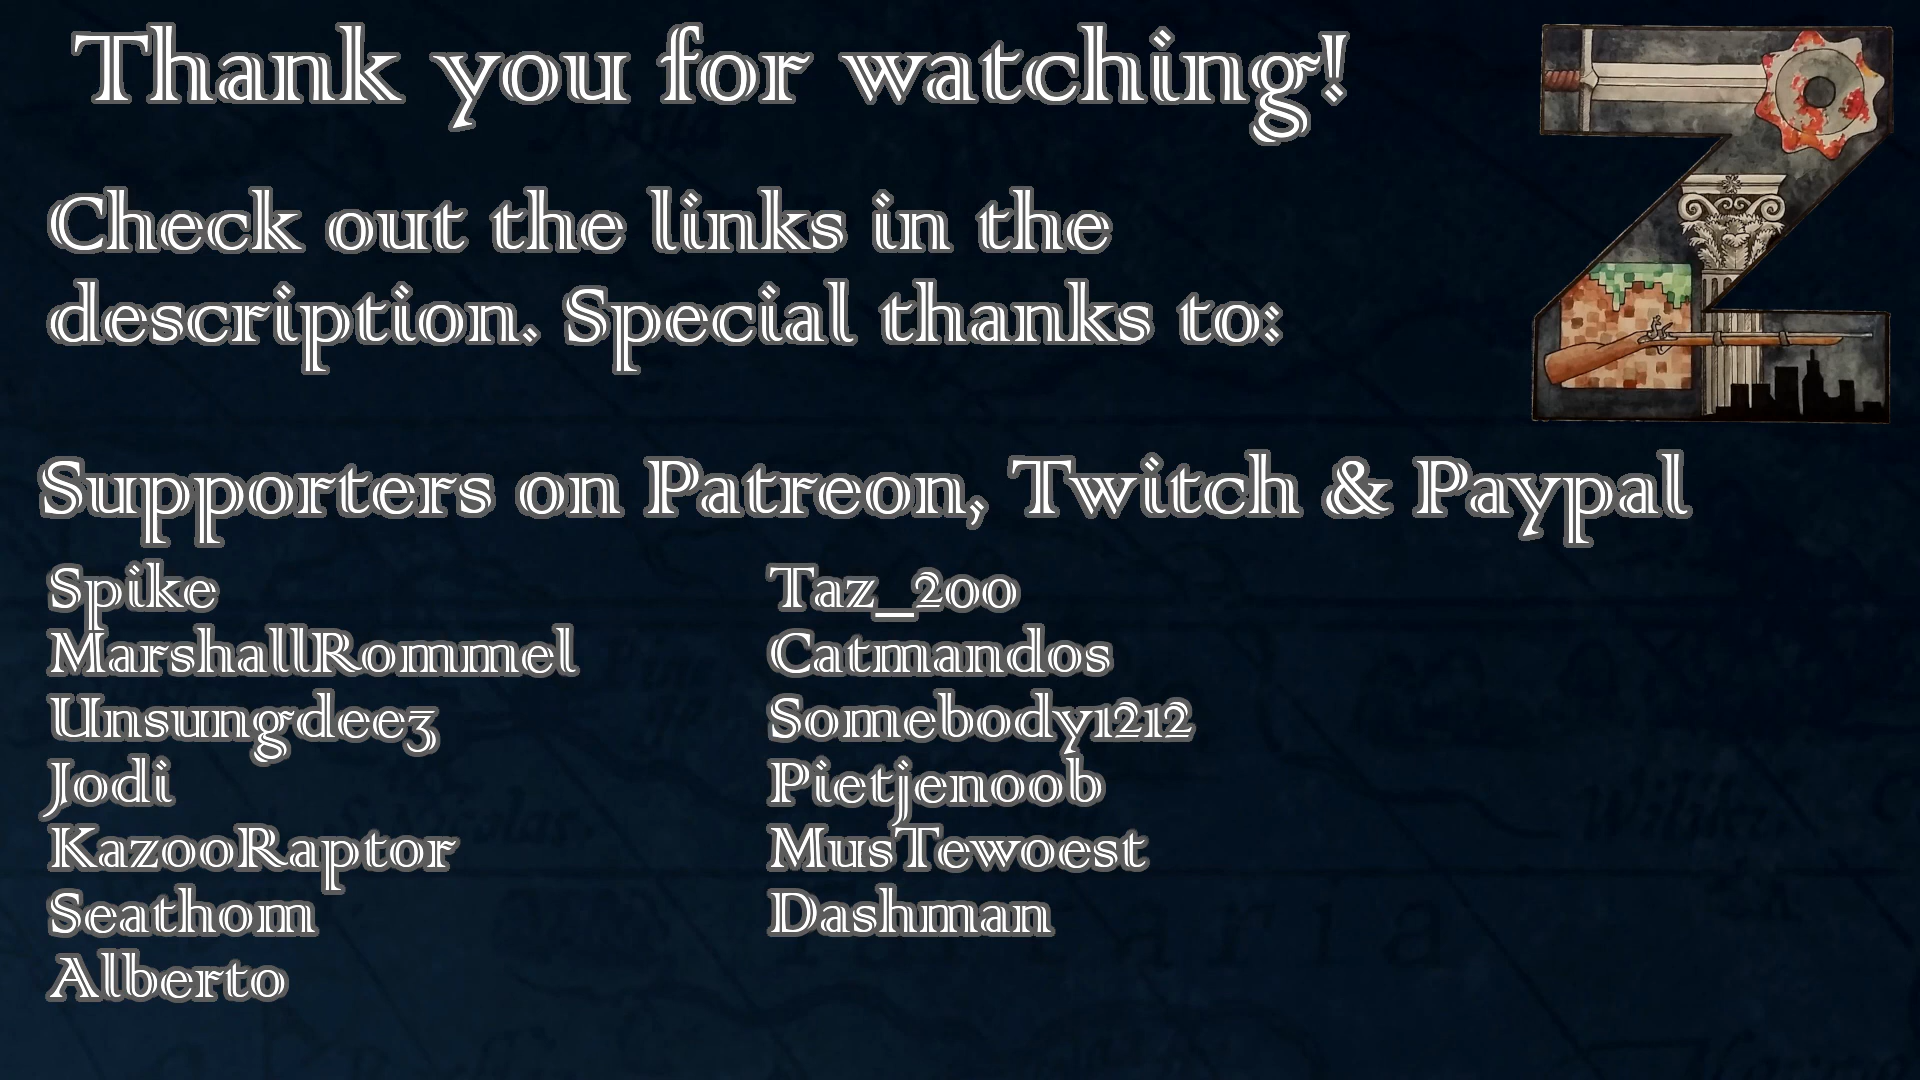 Thank you for watching!
Check out the links in the
description. Special thanks to:
Supporters on Patreon, Twitch & Paypal
Spike
MarshallRommel
Unsungdee3
Jodi
KazooRaptor
Seathom
Alberto
Taz_200
Catmandos
Somebody1212
Pietjenoob
MusTewoest
Dashman